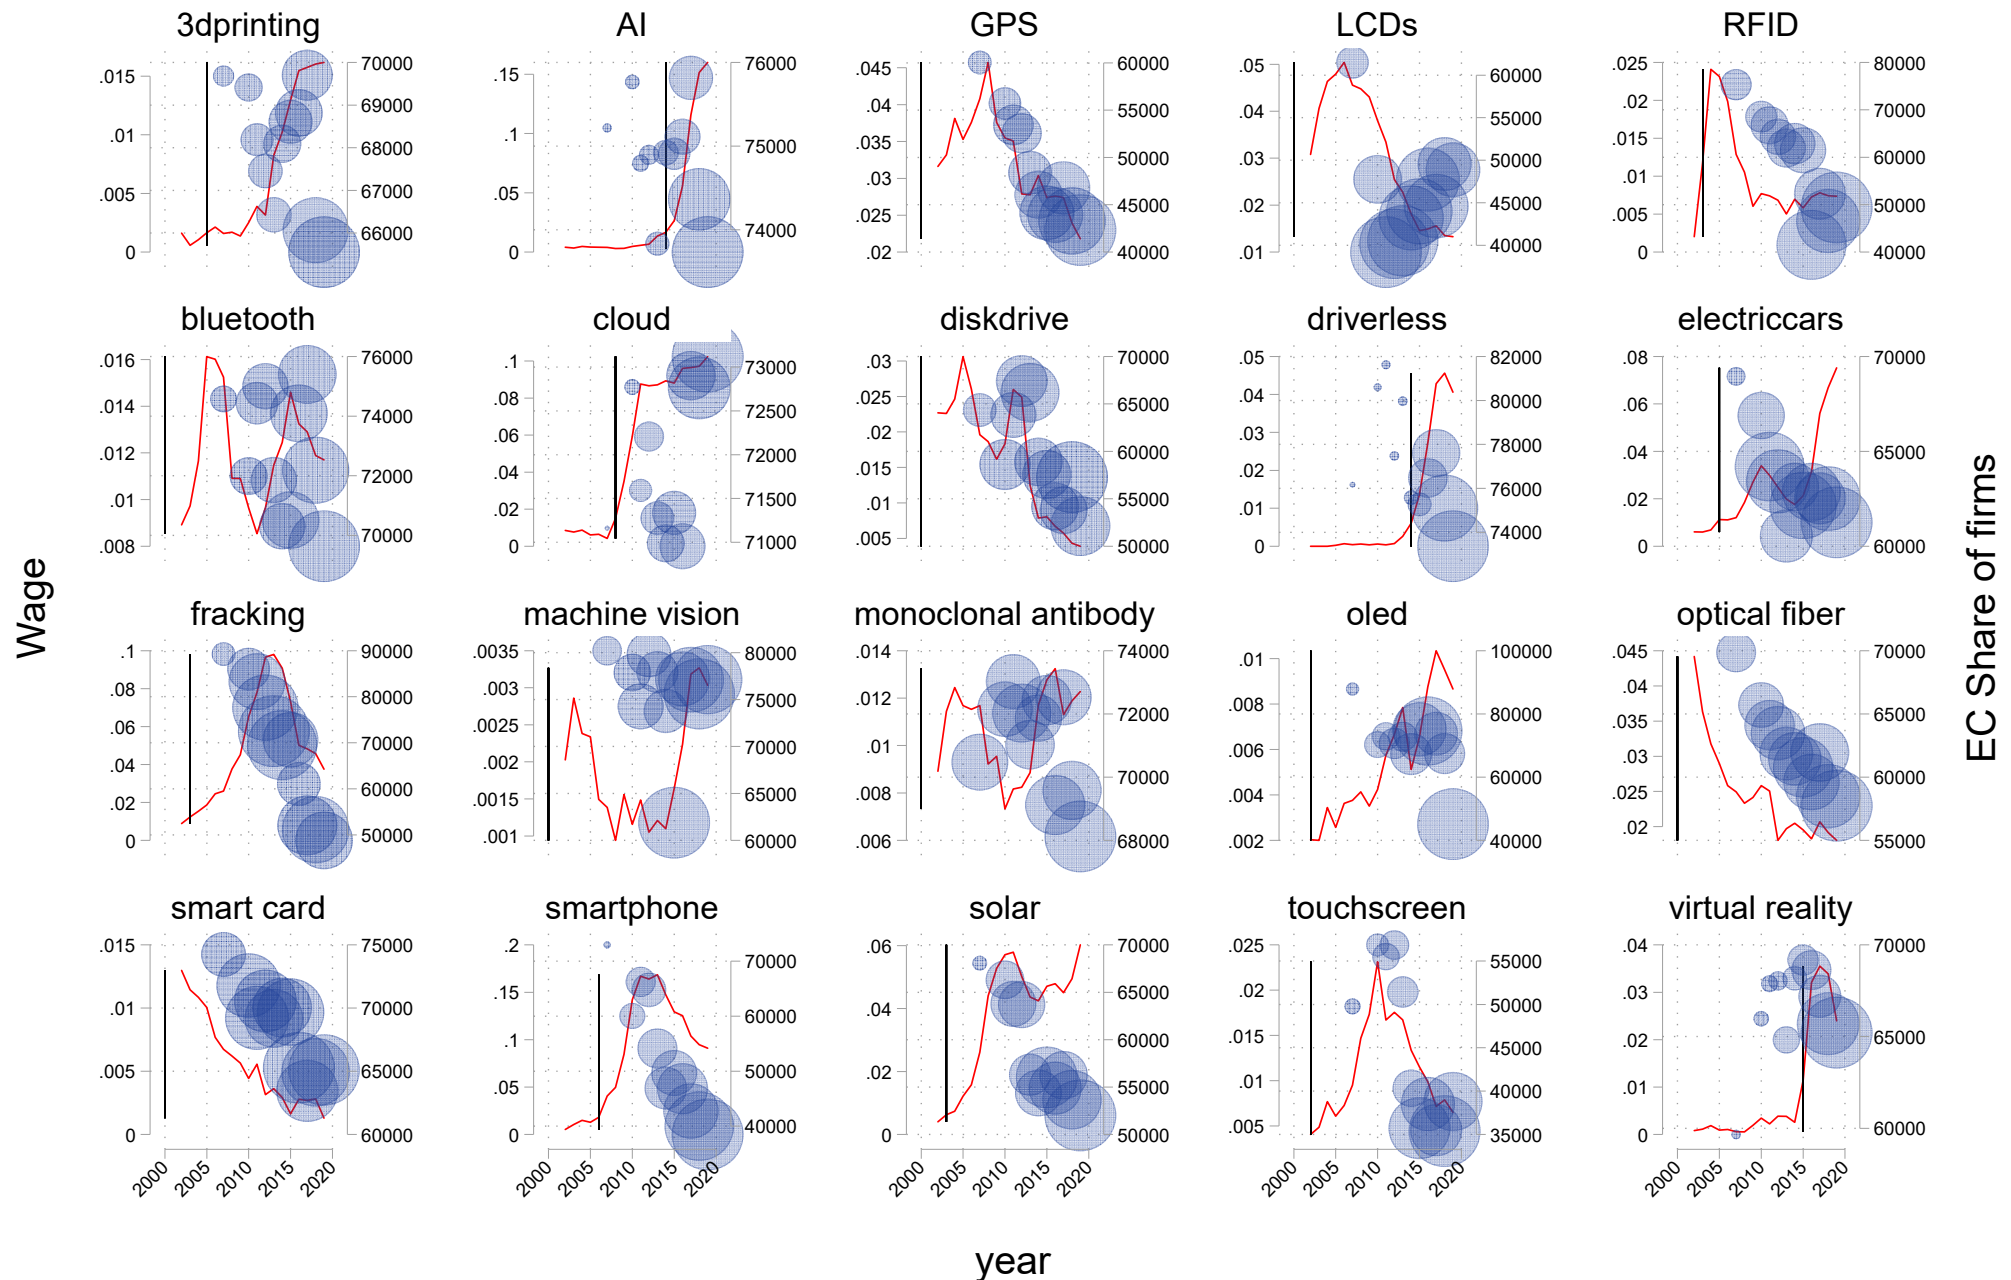 3dprinting AI GPS LCDs RFID
.015 .01 .005 0 70000 69000 68000 67000 66000
.15 .1 .05 0 76000 75000 74000
.045 .04 .035 .03 .025 .02 60000 55000 50000 45000 40000
.05 .04 .03 .02 .01 60000 55000 50000 45000 40000
.025 .02 .015 .01 .005 0 80000 70000 60000 50000 40000
bluetooth cloud diskdrive driverless electriccars
.016 .014 .012 .01 .008 76000 74000 72000 70000
.1 .08 .06 .04 .02 0 73000 72500 72000 71500 71000
.03 .025 .02 .015 .01 .005 70000 65000 60000 55000 50000
.05 .04 .03 .02 .01 0 82000 80000 78000 76000 74000
.08 .06 .04 .02 0 70000 65000 60000
Wage
EC Share of firms
fracking machine vision monoclonal antibody oled optical fiber
.1 .08 .06 .04 .02 0 90000 80000 70000 60000 50000
.0035 .003 .0025 .002 .0015 .001 80000 75000 70000 65000 60000
.014 .012 .01 .008 .006 74000 72000 70000 68000
.01 .008 .006 .004 .002 100000 80000 60000 40000
.045 .04 .035 .03 .025 .02 70000 65000 60000 55000
smart card smartphone solar touchscreen virtual reality
.015 .01 .005 0 75000 70000 65000 60000
.2 .15 .1 .05 0 70000 60000 50000 40000
.06 .04 .02 0 70000 65000 60000 55000 50000
.025 .02 .015 .01 .005 55000 50000 45000 40000 35000
.04 .03 .02 .01 0 70000 65000 60000
2000 2005 2010 2015 2020 2000 2005 2010 2015 2020 2000 2005 2010 2015 2020 2000 2005 2010 2015 2020 2000 2005 2010 2015 2020
year